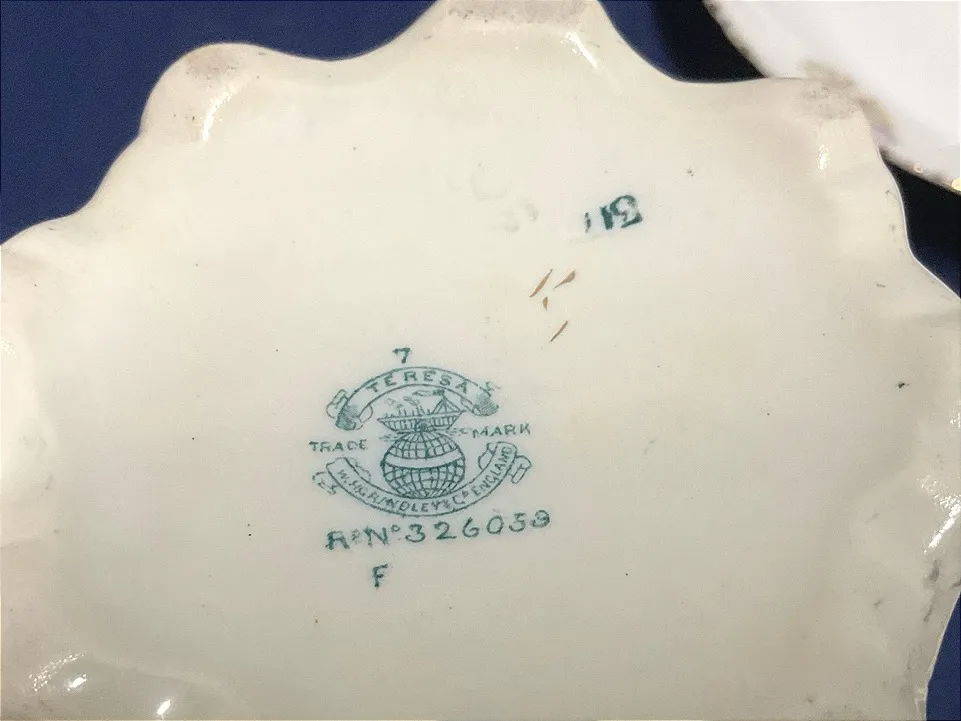 7
TERESA
TRADE MARK
W.H. GRINDLEY & Co ENGLAND
Rd No 326059
F